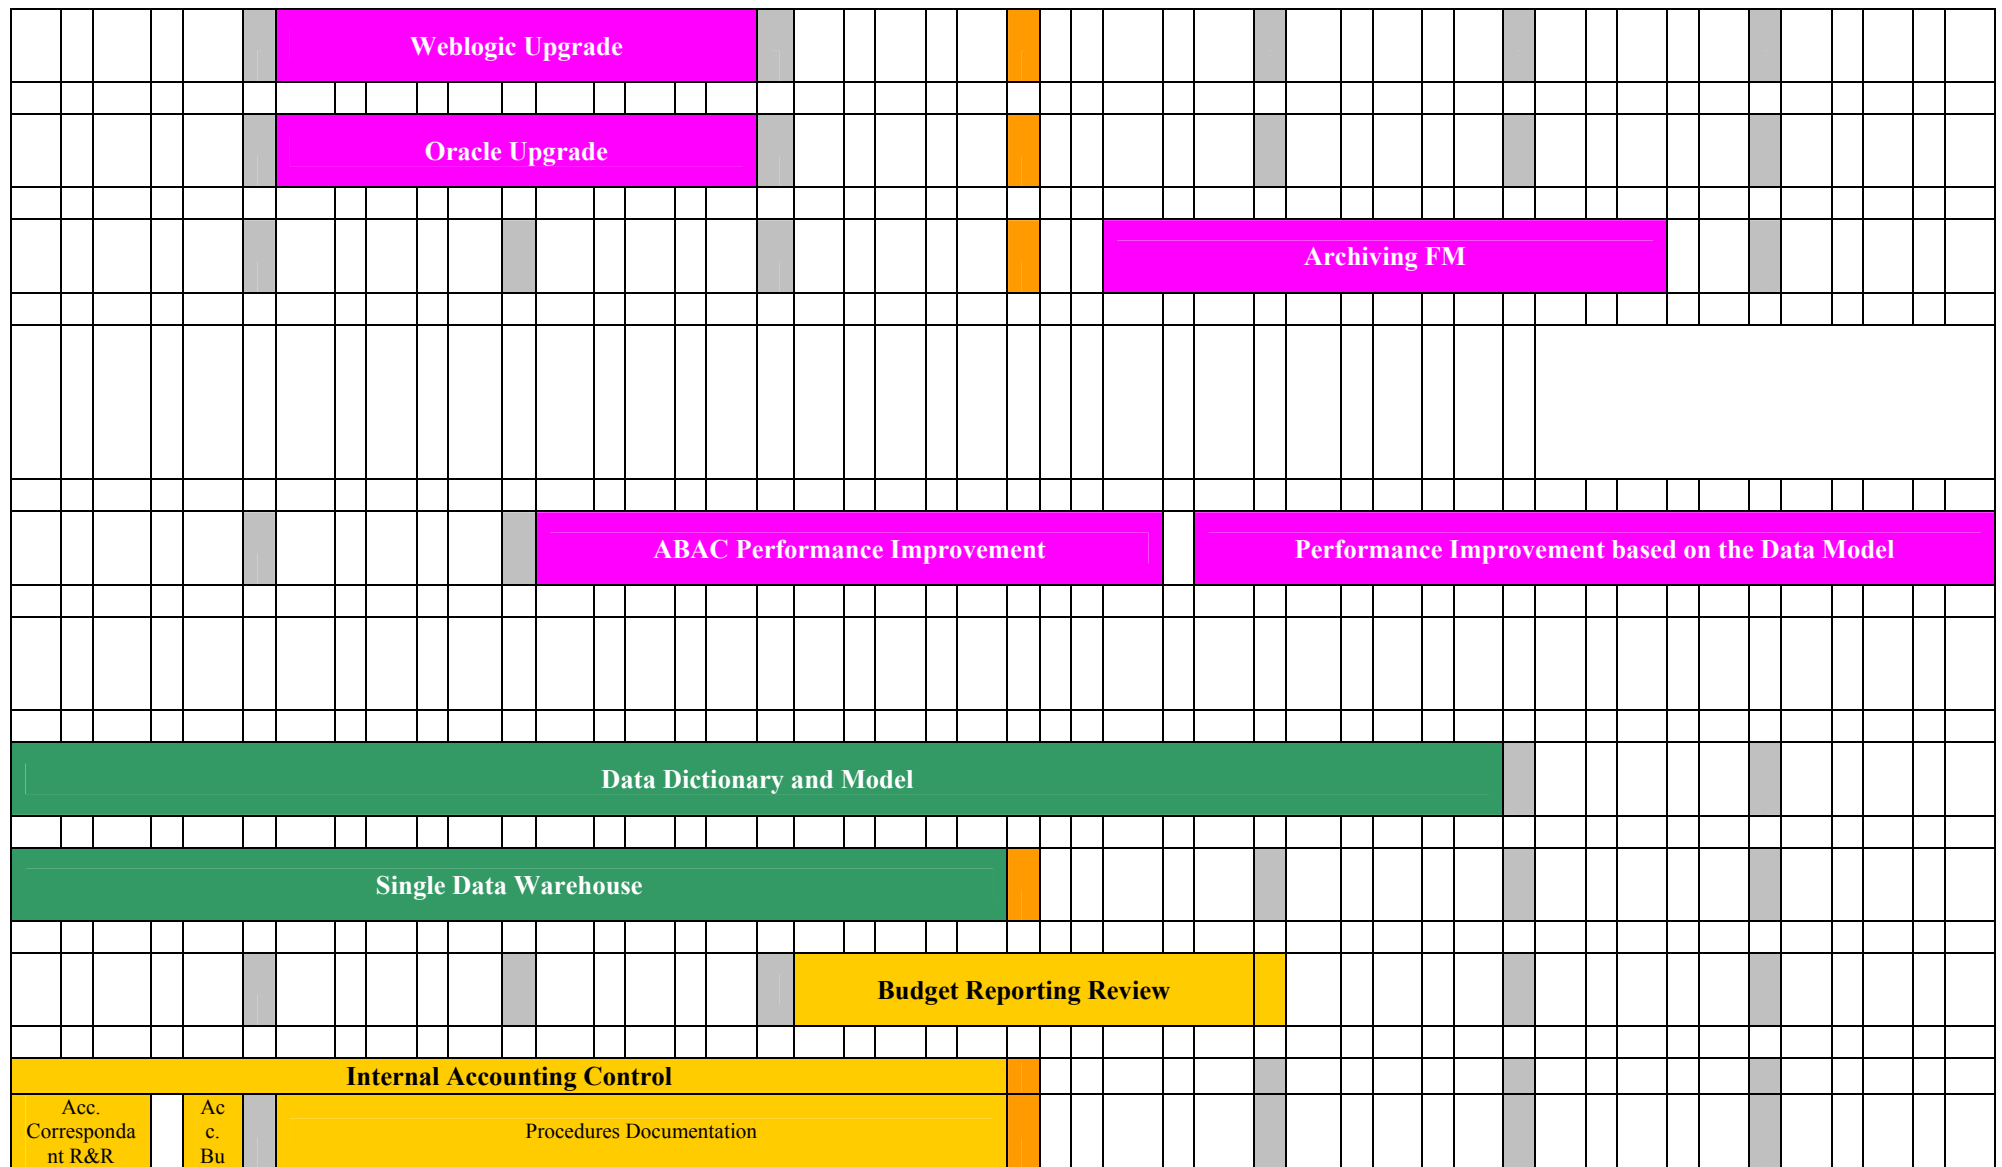 Weblogic Upgrade
Oracle Upgrade
Archiving FM
ABAC Performance Improvement
Performance Improvement based on the Data Model
Data Dictionary and Model
Single Data Warehouse
Budget Reporting Review
Internal Accounting Control
Acc.
Corresponda
nt R&R
Ac
c.
Bu
Procedures Documentation